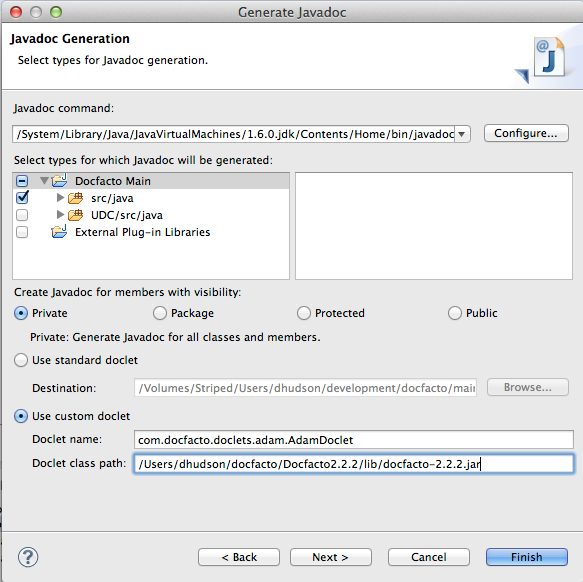 Generate Javadoc
Javadoc Generation
Select types for Javadoc generation.
@
J
Javadoc command:
/System/Library/Java/JavaVirtualMachines/1.6.0.jdk/Contents/Home/bin/javadoc
Configure...
Select types for which Javadoc will be generated:
Docfacto Main
src/java
UDC/src/java
External Plug-in Libraries
Create Javadoc for members with visibility:
Private Package Protected Public
Private: Generate Javadoc for all classes and members.
Use standard doclet
Destination: /Volumes/Striped/Users/dhudson/development/docfacto/mai Browse...
Use custom doclet
Doclet name: com.docfacto.doclets.adam.AdamDoclet
Doclet class path: /Users/dhudson/docfacto/Docfacto2.2.2/lib/docfacto-2.2.2.jar
? < Back Next > Cancel Finish